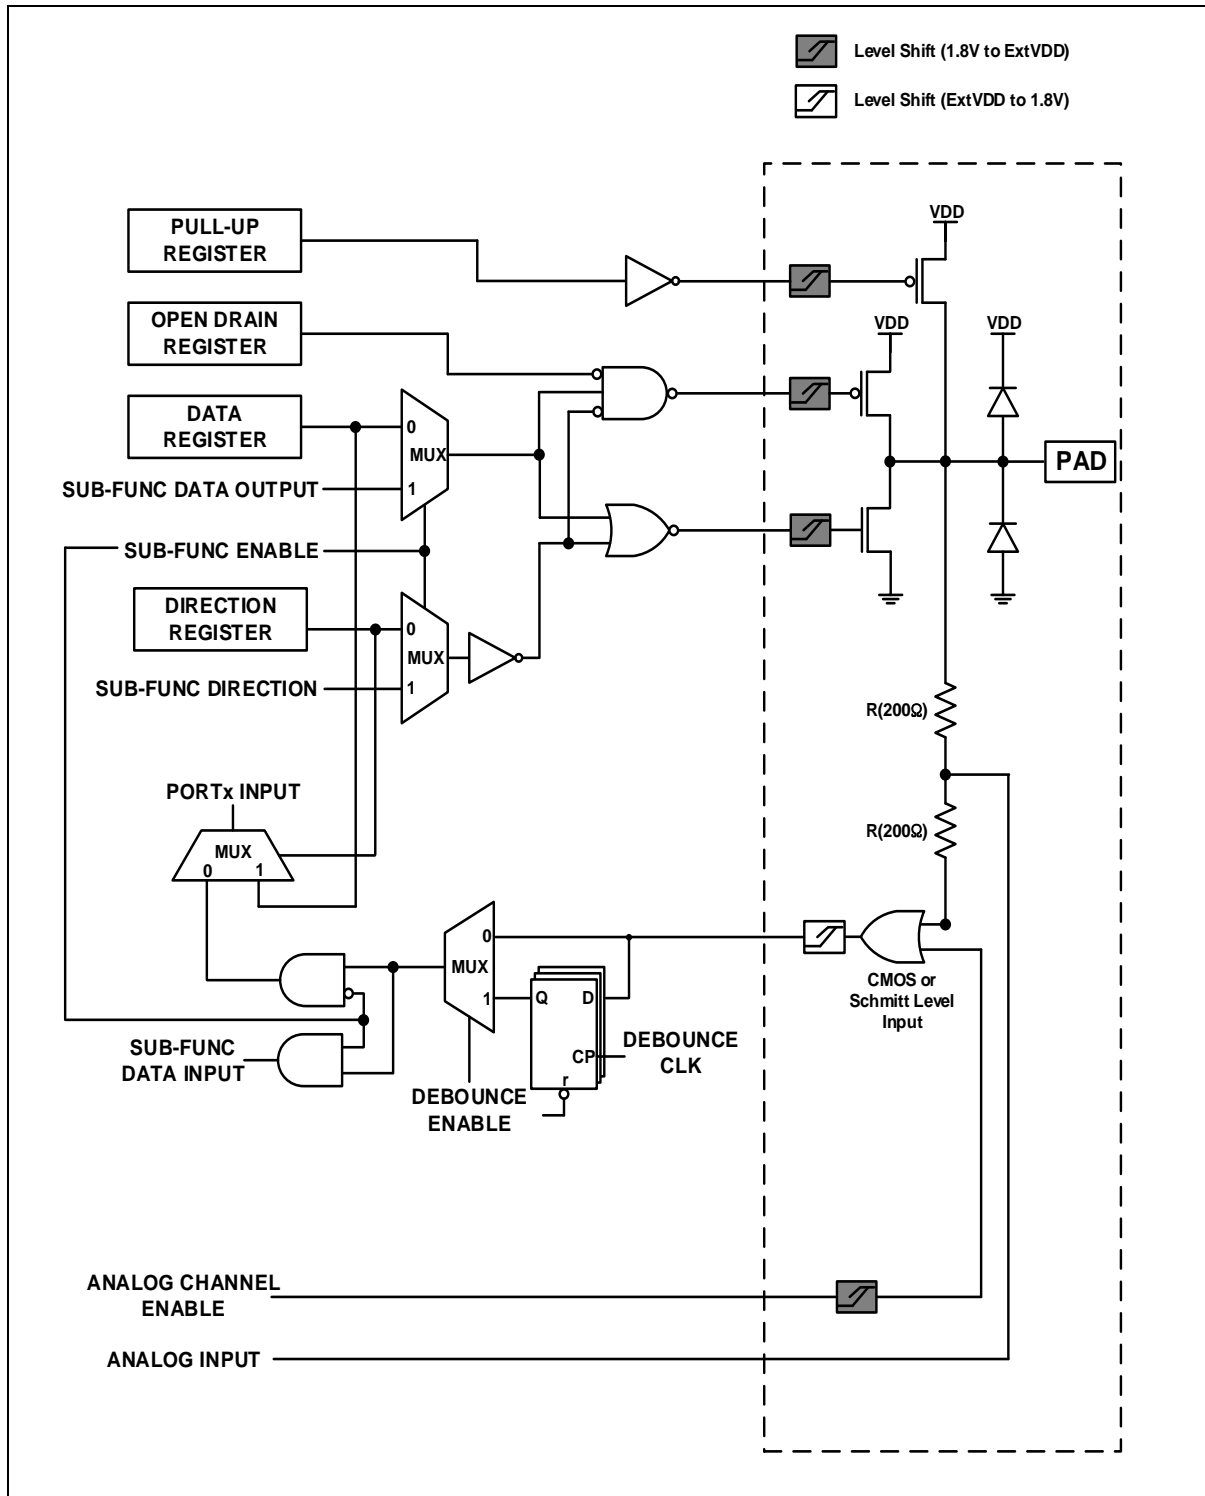 Level Shift (1.8V to ExtVDD)
Level Shift (ExtVDD to 1.8V)
VDD
PULL-UP
REGISTER
OPEN DRAIN
REGISTER
VDD
VDD
DATA
REGISTER
0
MUX
1
PAD
SUB-FUNC DATA OUTPUT
SUB-FUNC ENABLE
DIRECTION
REGISTER
0
MUX
1
SUB-FUNC DIRECTION
R(200Ω)
PORTx INPUT
R(200Ω)
MUX
0
1
0
MUX
1
Q
D
CP
r
CMOS or
Schmitt Level
Input
SUB-FUNC
DATA INPUT
DEBOUNCE
CLK
DEBOUNCE
ENABLE
ANALOG CHANNEL
ENABLE
ANALOG INPUT